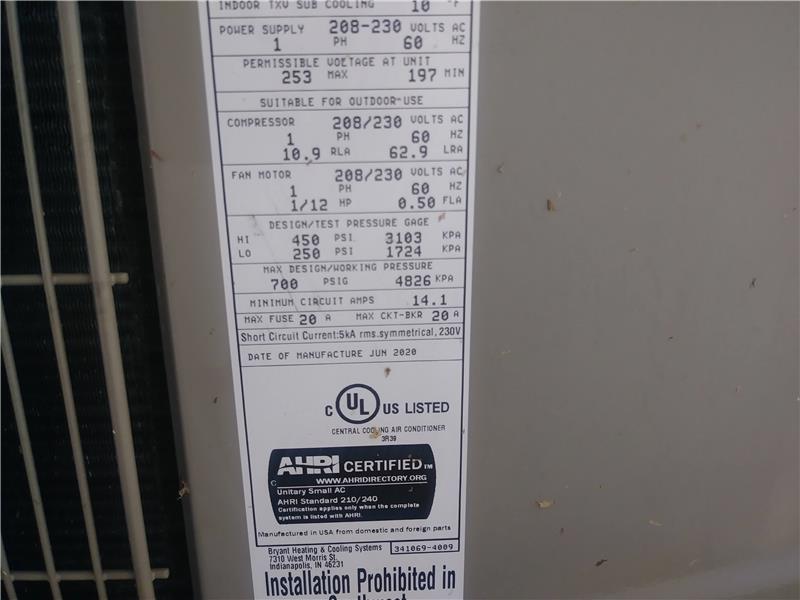 INDOOR TXV SUB COOLING 10 °F
POWER SUPPLY 208-230 VOLTS AC
1 PH 60 HZ
PERMISSIBLE VOLTAGE AT UNIT
253 MAX 197 MIN
SUITABLE FOR OUTDOOR-USE
COMPRESSOR 208/230 VOLTS AC
1 PH 60 HZ
10.9 RLA 62.9 LRA
FAN MOTOR 208/230 VOLTS AC
1 PH 60 HZ
1/12 HP 0.50 FLA
DESIGN/TEST PRESSURE GAGE
HI 450 PSI 3103 KPA
LO 250 PSI 1724 KPA
MAX DESIGN/WORKING PRESSURE
700 PSIG 4826 KPA
MINIMUM CIRCUIT AMPS 14.1
MAX FUSE 20 A MAX CKT-BKR 20 A
Short Circuit Current:5kA rms.symmetrical, 230V
DATE OF MANUFACTURE JUN 2020
C UL US LISTED
CENTRAL COOLING AIR CONDITIONER
3R39
AHRI CERTIFIED™
C WWW.AHRIDIRECTORY.ORG
Unitary Small AC
AHRI Standard 210/240
Certification applies only when the complete
system is listed with AHRI.
Manufactured in USA from domestic and foreign parts
Bryant Heating & Cooling Systems 341069-4009
7310 West Morris St.
Indianapolis, IN 46231
Installation Prohibited in
Southwest